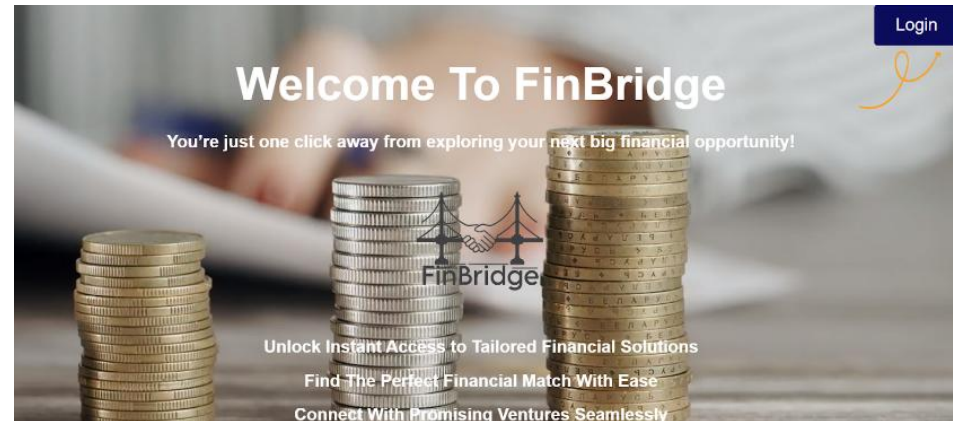 Login
Welcome To FinBridge
You're just one click away from exploring your next big financial opportunity!
FinBridge
Unlock Instant Access to Tailored Financial Solutions
Find The Perfect Financial Match With Ease
Connect With Promising Ventures Seamlessly